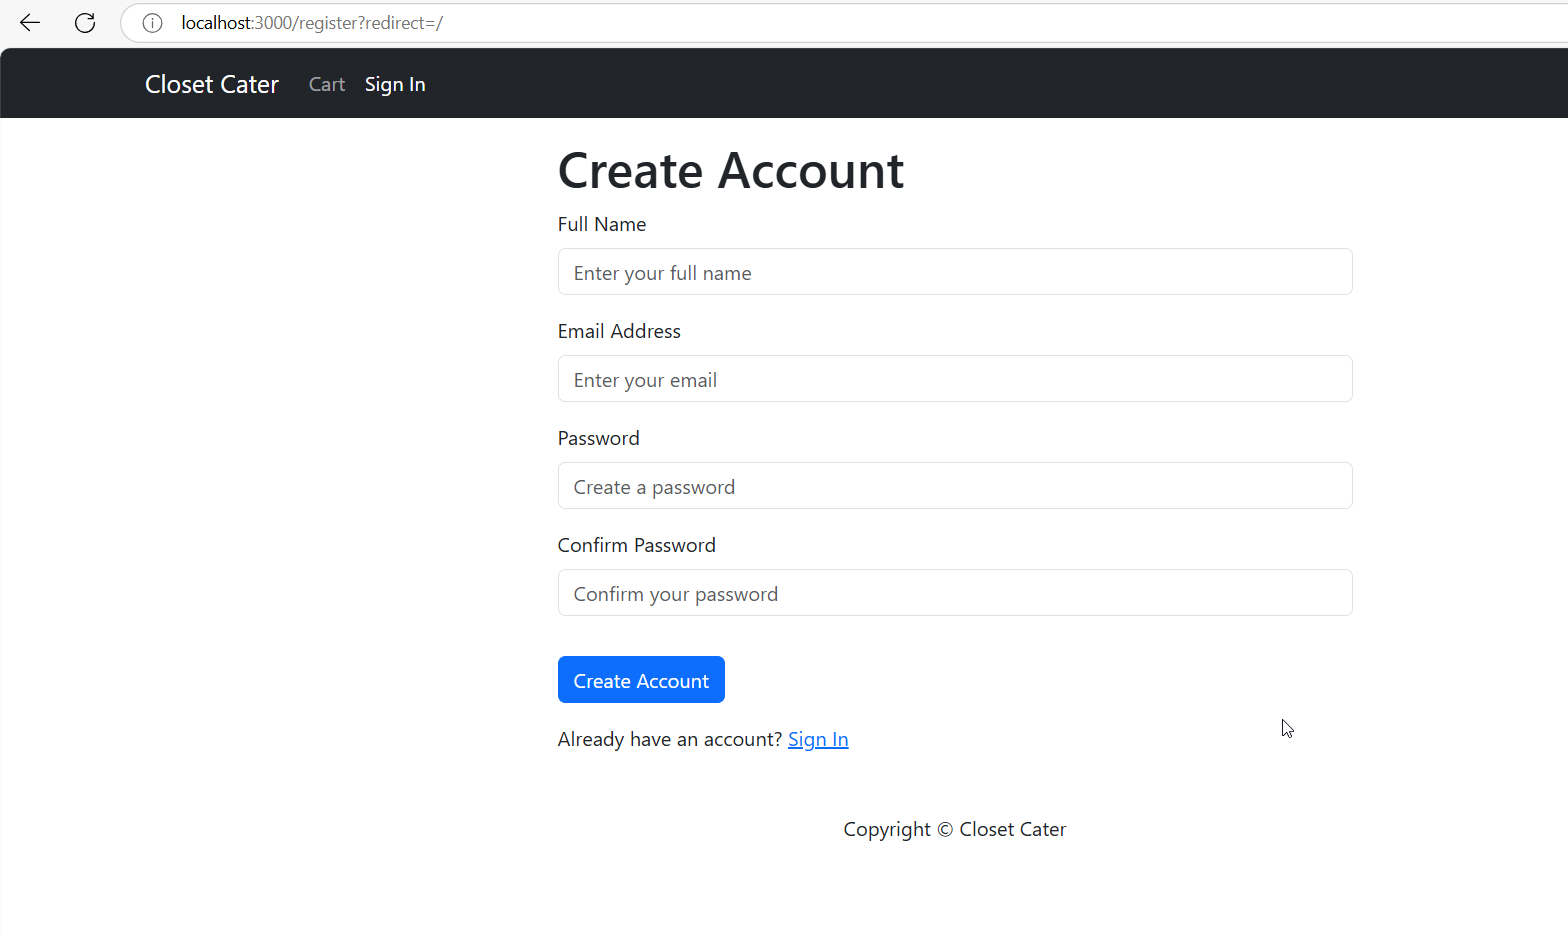 localhost:3000/register?redirect=/
Closet Cater Cart Sign In
Create Account
Full Name
Enter your full name
Email Address
Enter your email
Password
Create a password
Confirm Password
Confirm your password
Create Account
Already have an account? Sign In
Copyright © Closet Cater